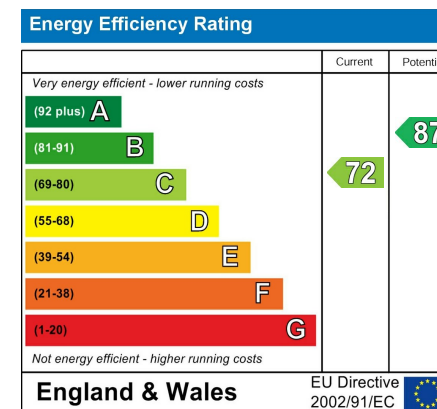 Energy Efficiency Rating
Current Potenti
Very energy efficient - lower running costs
(92 plus) A
(81-91) B
87
(69-80) C
72
(55-68) D
(39-54) E
(21-38) F
(1-20) G
Not energy efficient - higher running costs
England & Wales
EU Directive
2002/91/EC